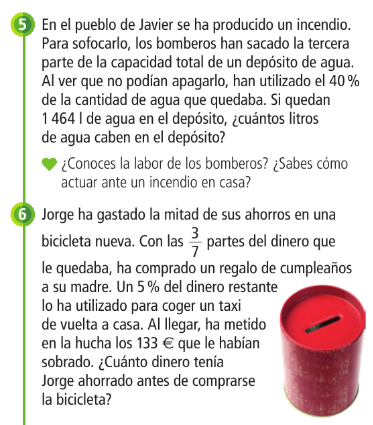 5 En el pueblo de Javier se ha producido un incendio.
Para sofocarlo, los bomberos han sacado la tercera
parte de la capacidad total de un depósito de agua.
Al ver que no podían apagarlo, han utilizado el 40 %
de la cantidad de agua que quedaba. Si quedan
1 464 l de agua en el depósito, ¿cuántos litros
de agua caben en el depósito?
¿Conoces la labor de los bomberos? ¿Sabes cómo
actuar ante un incendio en casa?
6 Jorge ha gastado la mitad de sus ahorros en una
bicicleta nueva. Con las 3/7 partes del dinero que
le quedaba, ha comprado un regalo de cumpleaños
a su madre. Un 5 % del dinero restante
lo ha utilizado para coger un taxi
de vuelta a casa. Al llegar, ha metido
en la hucha los 133 € que le habían
sobrado. ¿Cuánto dinero tenía
Jorge ahorrado antes de comprarse
la bicicleta?